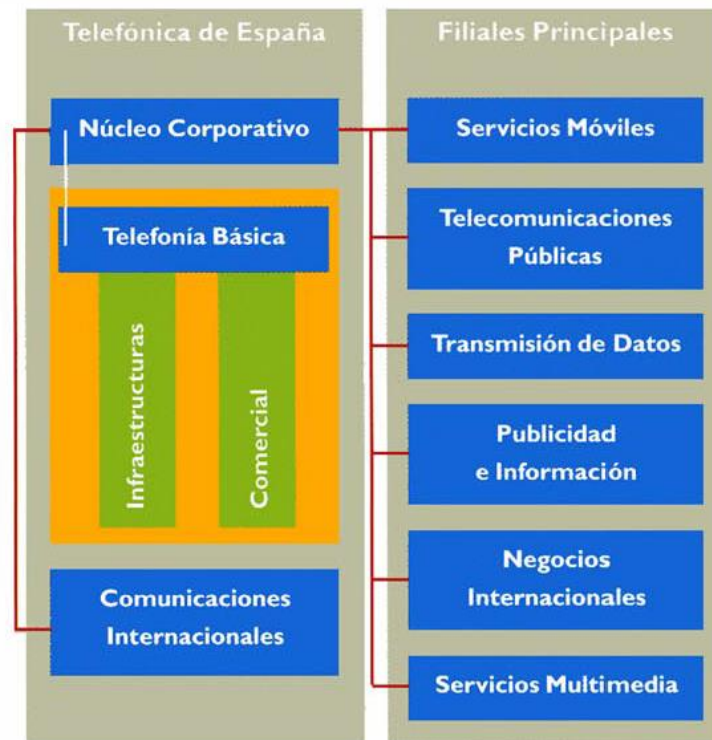 Telefónica de España
Núcleo Corporativo
Telefonía Básica
Infraestructuras
Comercial
Comunicaciones
Internacionales
Filiales Principales
Servicios Móviles
Telecomunicaciones
Públicas
Transmisión de Datos
Publicidad
e Información
Negocios
Internacionales
Servicios Multimedia